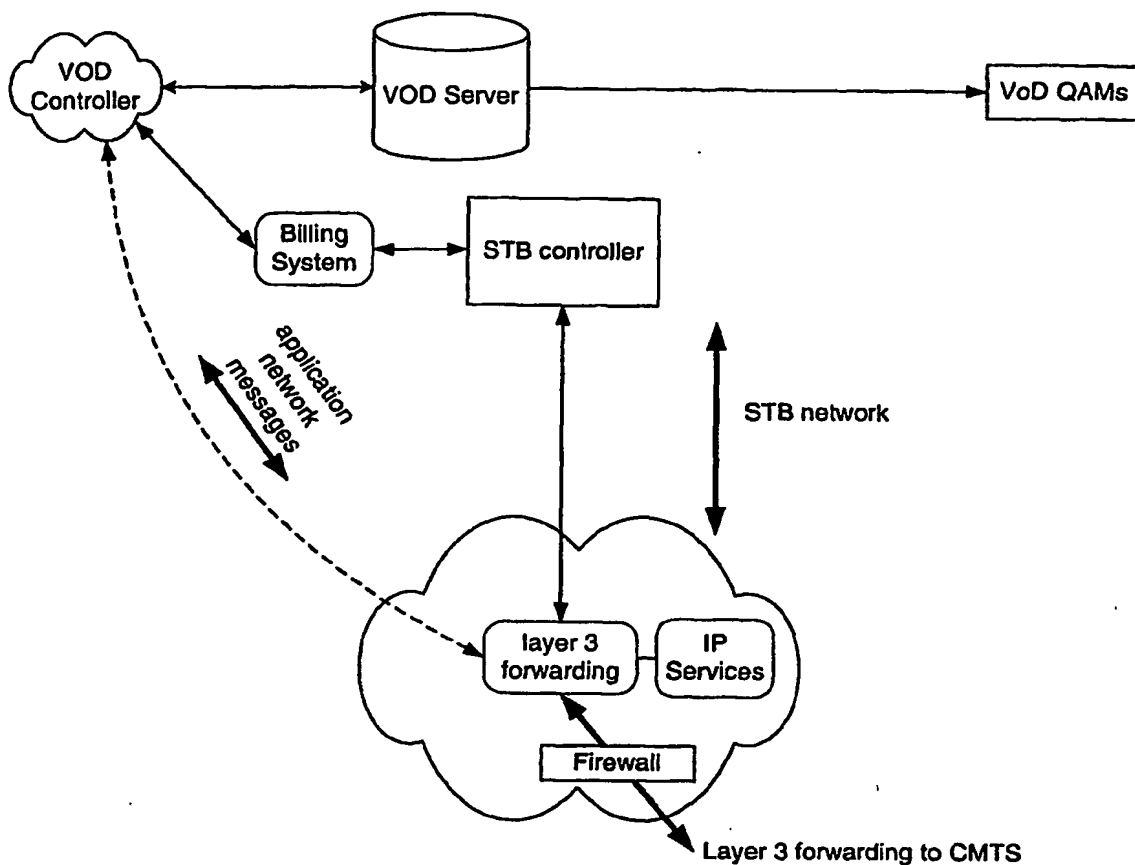 VOD
Controller
VOD Server
VoD QAMs
Billing
System
STB controller
application
network
messages
STB network
layer 3
forwarding
IP
Services
Firewall
Layer 3 forwarding to CMTS